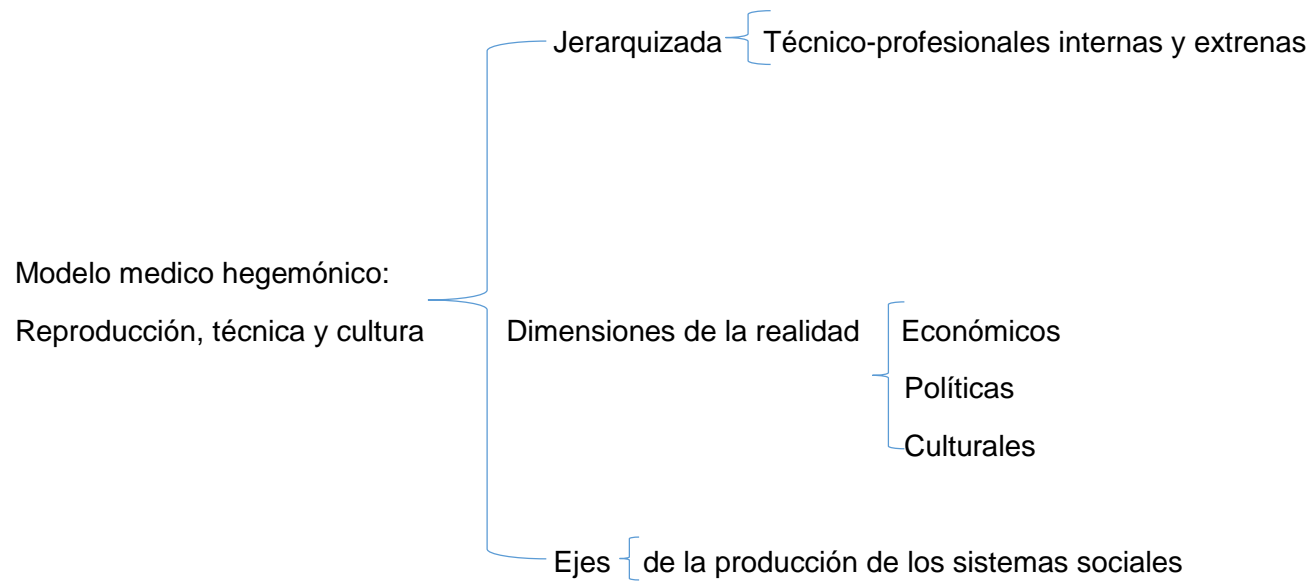 Jerarquizada Técnico-profesionales internas y extrenas
Modelo medico hegemónico:
Reproducción, técnica y cultura
Dimensiones de la realidad
Económicos
Políticas
Culturales
Ejes de la producción de los sistemas sociales